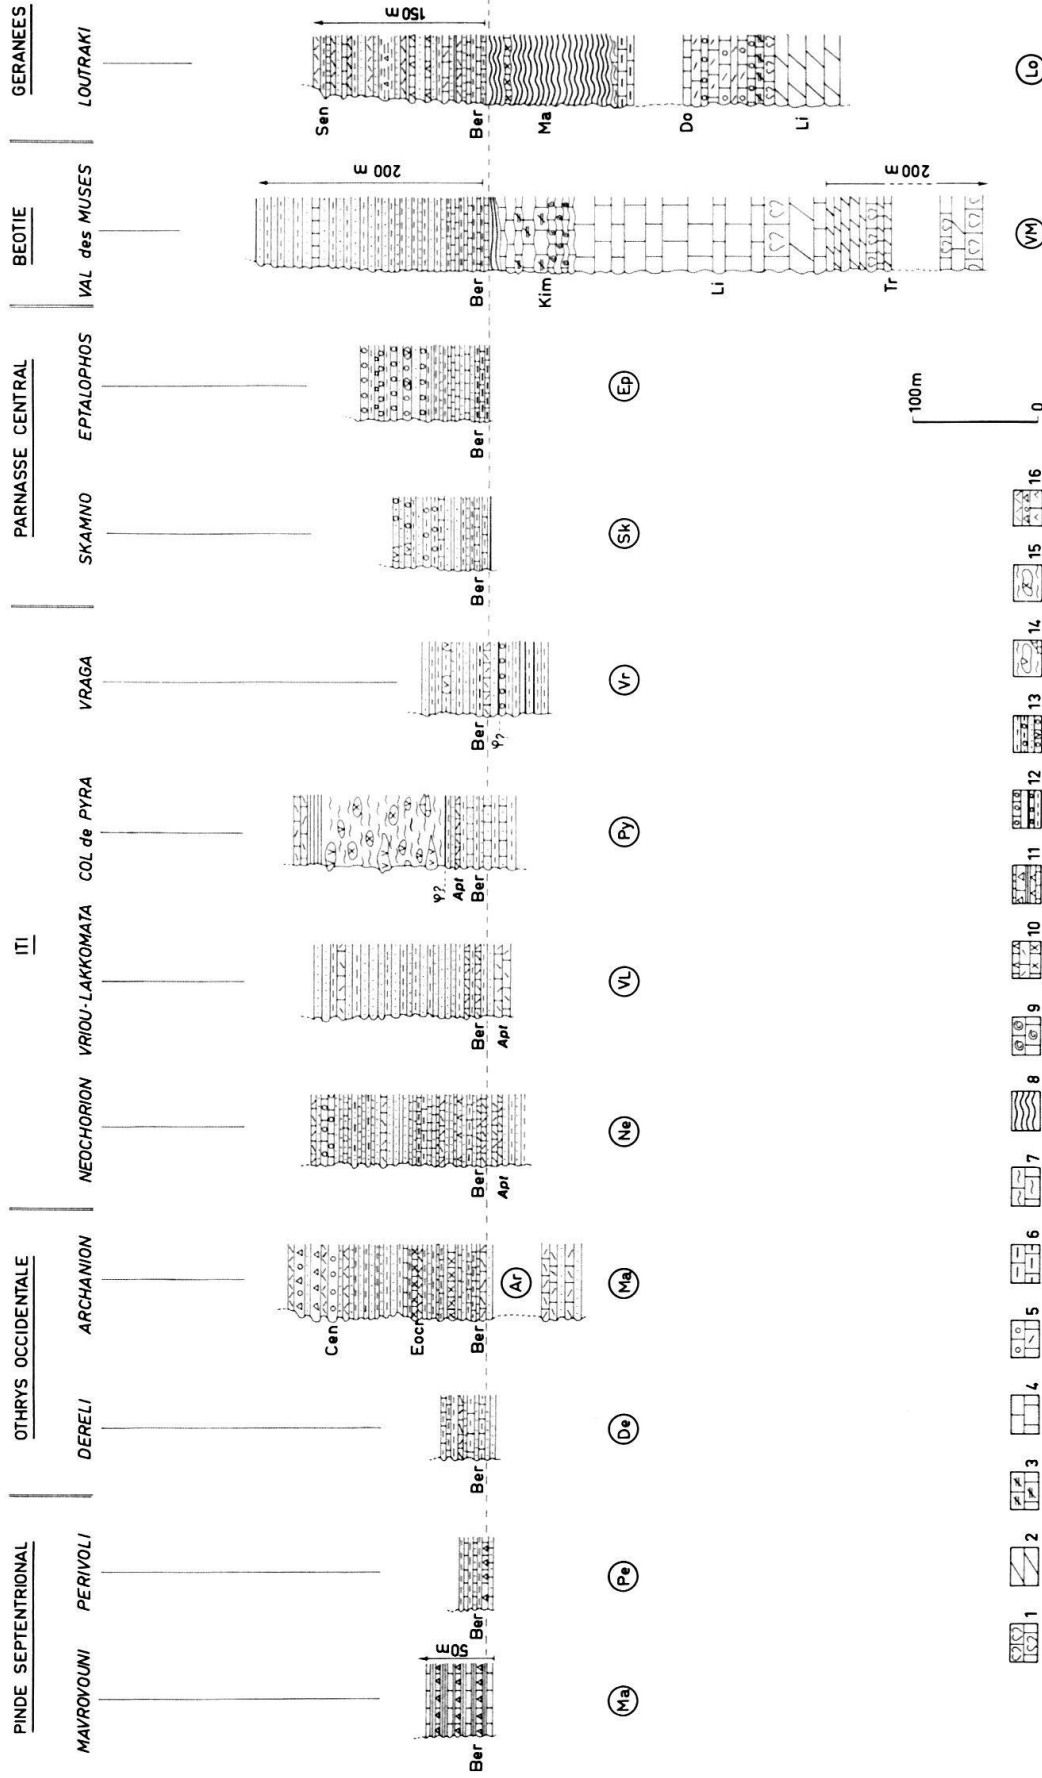 PINDE SEPTENTRIONAL
OTHRYS OCCIDENTALE
ITI
PARNASSE CENTRAL
BEOTIE
GERANEES
MAVROVOUNI
PERIVOLI
DERELI
ARCHANION
NEOCHORION
VRIOU-LAKKOMATA
COL de PYRA
VRAGA
SKAMNO
EPTALOPHOS
VAL des MUSES
LOUTRAKI
Ber
50m
Ber
Ber
Cen
Eocr
Ber
Ber
Apt
Ber
Apt
φ?
Apt
Ber
Ber
φ?
Ber
Ber
200 m
Ber
Kim
Li
Tr
200 m
150m
Sen
Ber
Ma
Do
Li
Ma
Pe
De
Ar
Ma
Ne
VL
Py
Vr
Sk
Ep
VM
Lo
100m
0
1
2
3
4
5
6
7
8
9
10
11
12
13
14
15
16